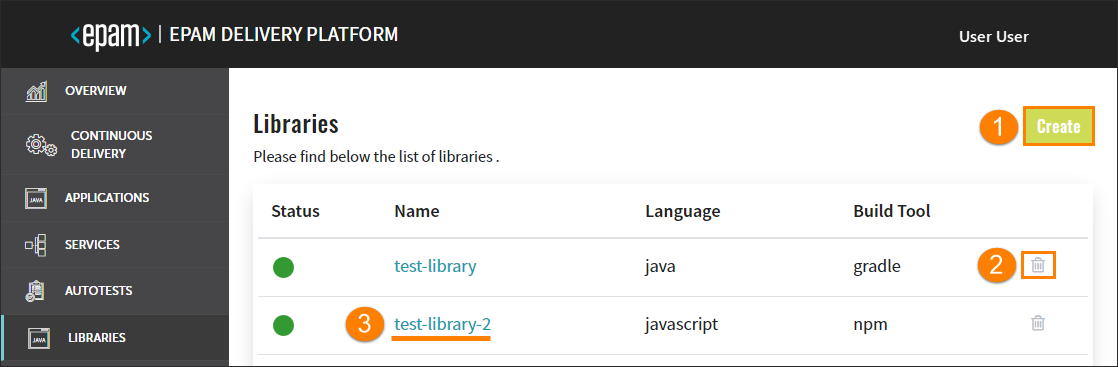 <epam> | EPAM DELIVERY PLATFORM
User User
OVERVIEW
CONTINUOUS
DELIVERY
JAVA APPLICATIONS
SERVICES
AUTOTESTS
JAVA LIBRARIES
Libraries
1 Create
Please find below the list of libraries .
Status Name Language Build Tool
test-library java gradle 2
3 test-library-2 javascript npm